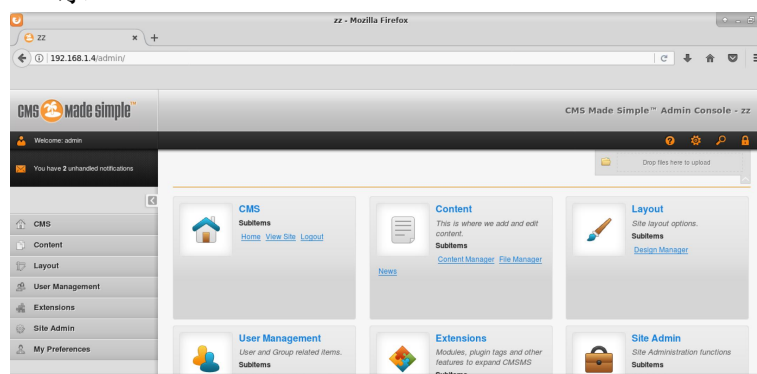 zz - Mozilla Firefox
zz
192.168.1.4/admin/
CMS Made Simple™
CMS Made Simple™ Admin Console - zz
Welcome: admin
You have 2 unhandled notifications
Drop files here to upload
CMS
Content
Layout
User Management
Extensions
Site Admin
My Preferences
CMS
Subitems
Home View Site Logout
Content
This is where we add and edit
content.
Subitems
Content Manager File Manager
News
Layout
Site layout options.
Subitems
Design Manager
User Management
User and Group related items.
Subitems
Extensions
Modules, plugin tags and other
features to expand CMSMS
Subitems
Site Admin
Site Administration functions
Subitems